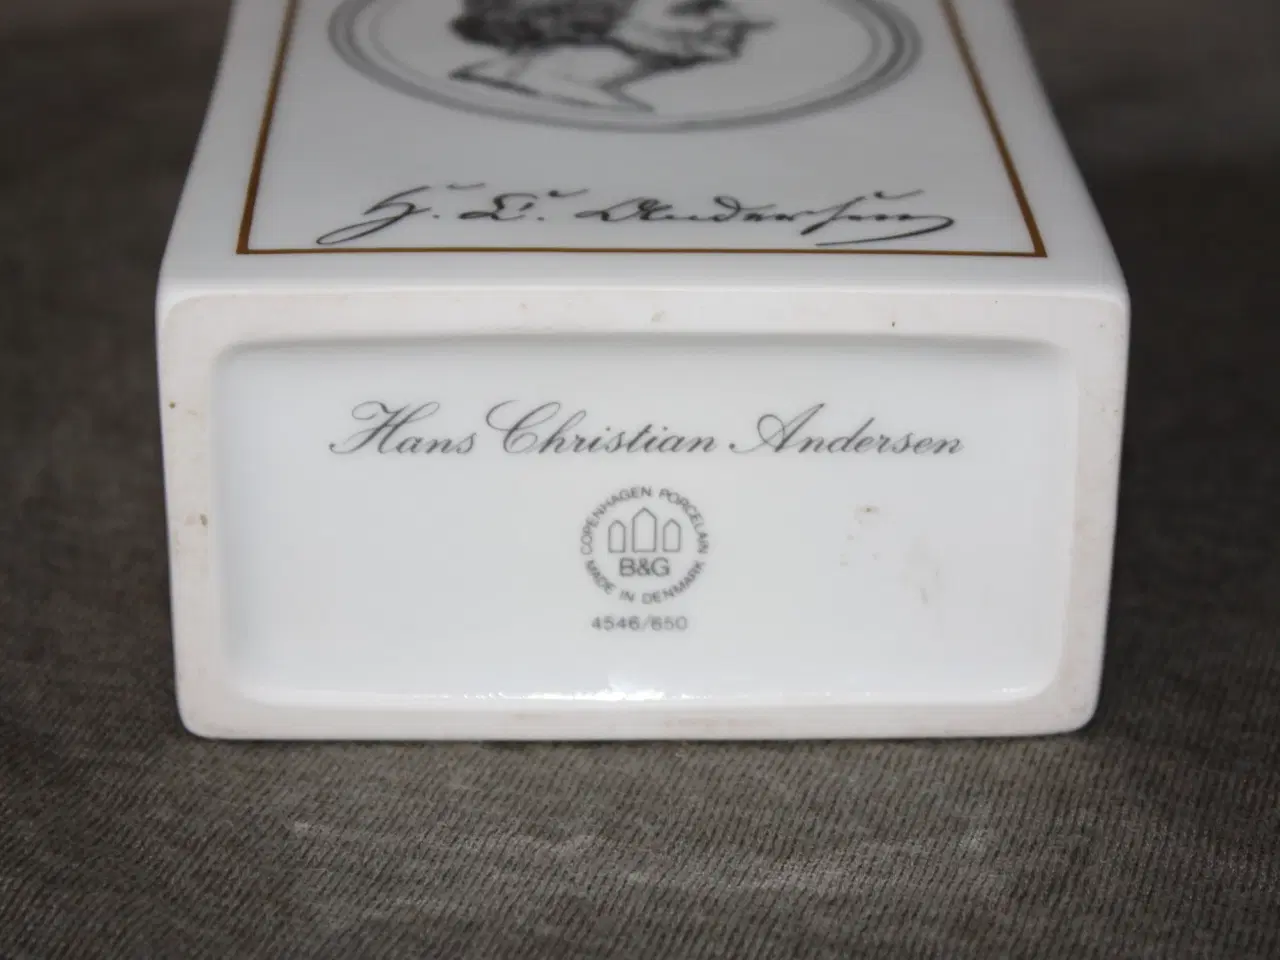 H. C. Andersen
Hans Christian Andersen
COPENHAGEN PORCELAIN
B&G
MADE IN DENMARK
4546/650